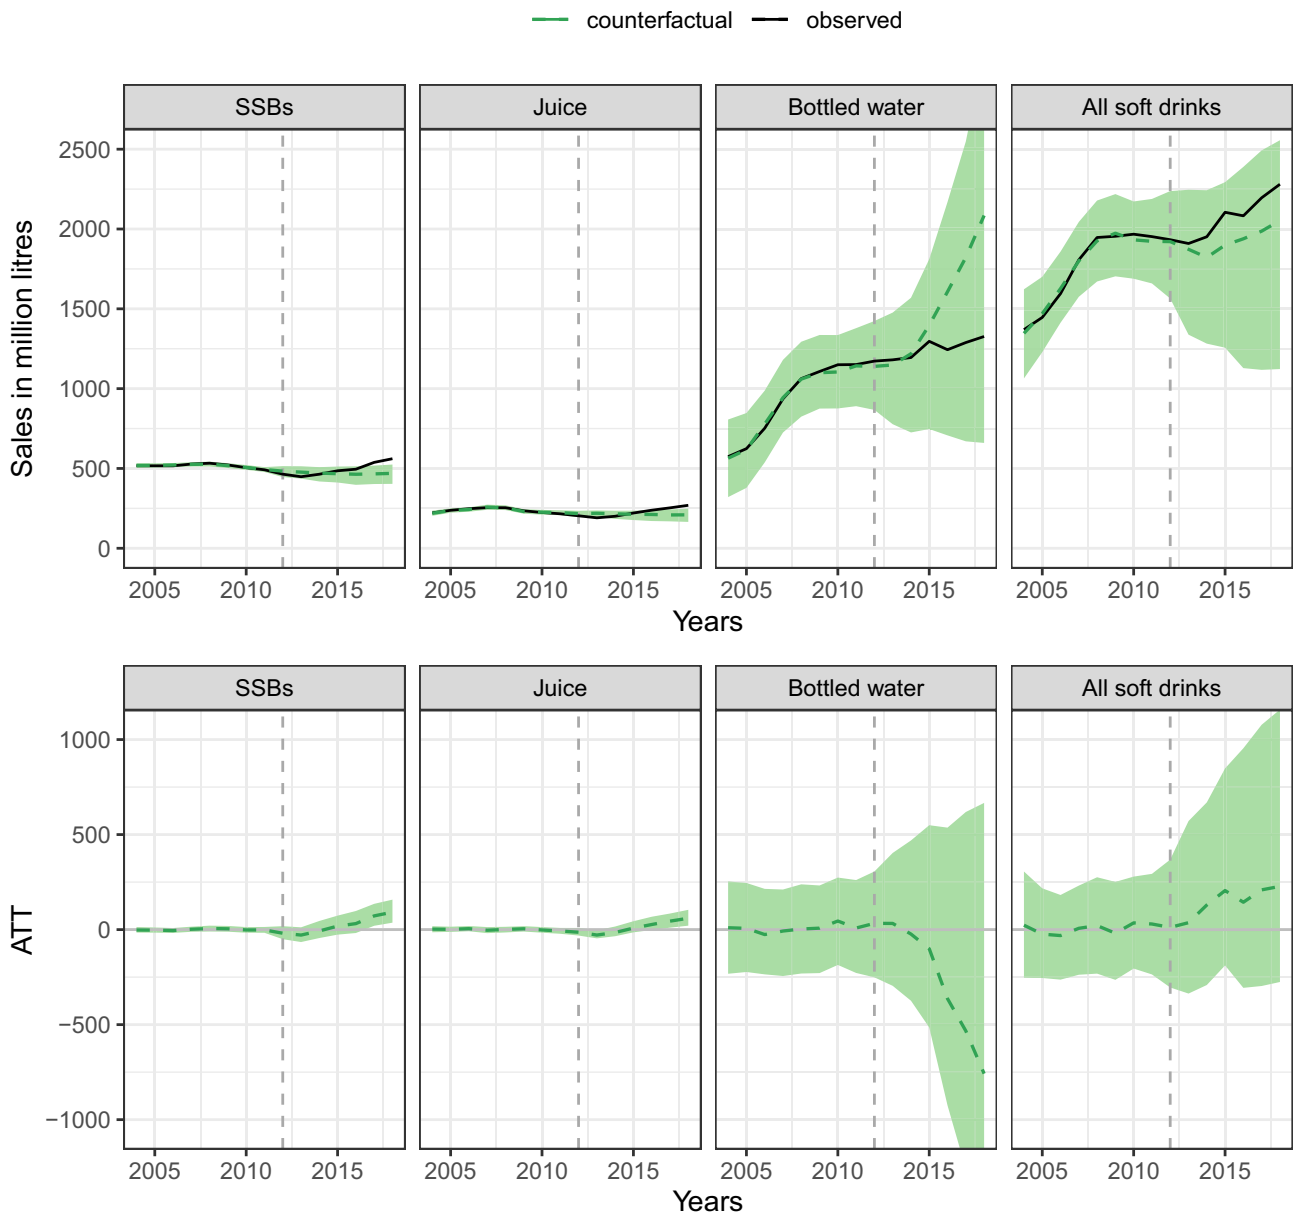 counterfactual observed
SSBs Juice Bottled water All soft drinks
Sales in million litres
2500
2000
1500
1000
500
0
2005 2010 2015 2005 2010 2015 2005 2010 2015 2005 2010 2015
Years
SSBs Juice Bottled water All soft drinks
ATT
1000
500
0
−500
−1000
2005 2010 2015 2005 2010 2015 2005 2010 2015 2005 2010 2015
Years